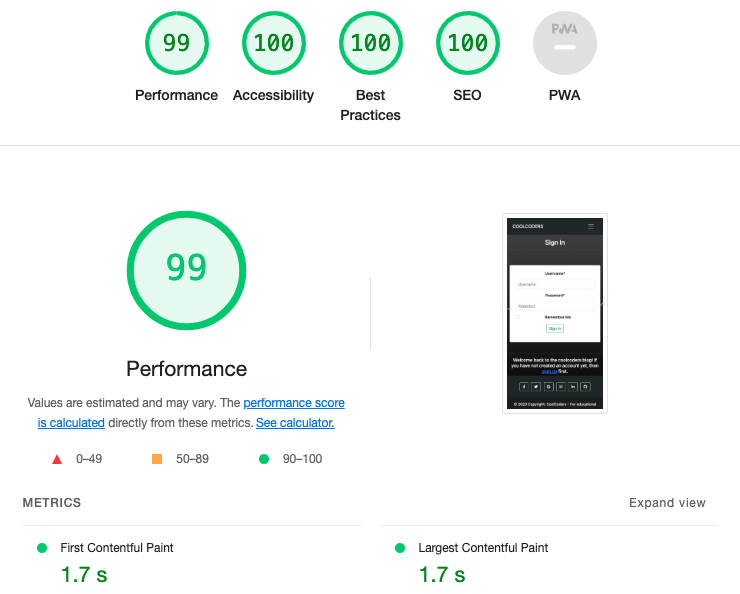 99
100
100
100
PWA
Performance
Accessibility
Best
Practices
SEO
PWA
99
Performance
Values are estimated and may vary. The performance score
is calculated directly from these metrics. See calculator.
0–49
50–89
90–100
COOLCODERS
Sign In
Username*
Username
Password*
Password
Remember Me
Sign In
Welcome back to the coolcoders blog! If
you have not created an account yet, then
sign up first.
© 2023 Copyright: CoolCoders - For educational
METRICS
Expand view
First Contentful Paint
1.7 s
Largest Contentful Paint
1.7 s